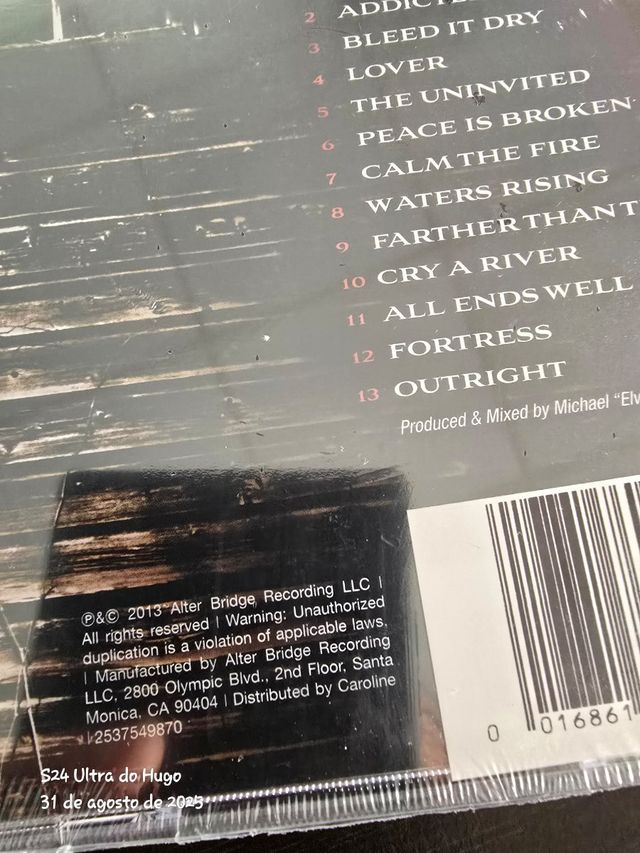 2
3 BLEED IT DRY
4 LOVER
5 THE UNINVITED
6 PEACE IS BROKEN
7 CALM THE FIRE
8 WATERS RISING
9 FARTHER THAN T
10 CRY A RIVER
11 ALL ENDS WELL
12 FORTRESS
13 OUTRIGHT
Produced & Mixed by Michael “Elv
℗&© 2013 Alter Bridge Recording LLC |
All rights reserved | Warning: Unauthorized
duplication is a violation of applicable laws.
| Manufactured by Alter Bridge Recording
LLC, 2800 Olympic Blvd., 2nd Floor, Santa
Monica, CA 90404 | Distributed by Caroline
| 2537549870
0 016861
S24 Ultra do Hugo
31 de agosto de 2025